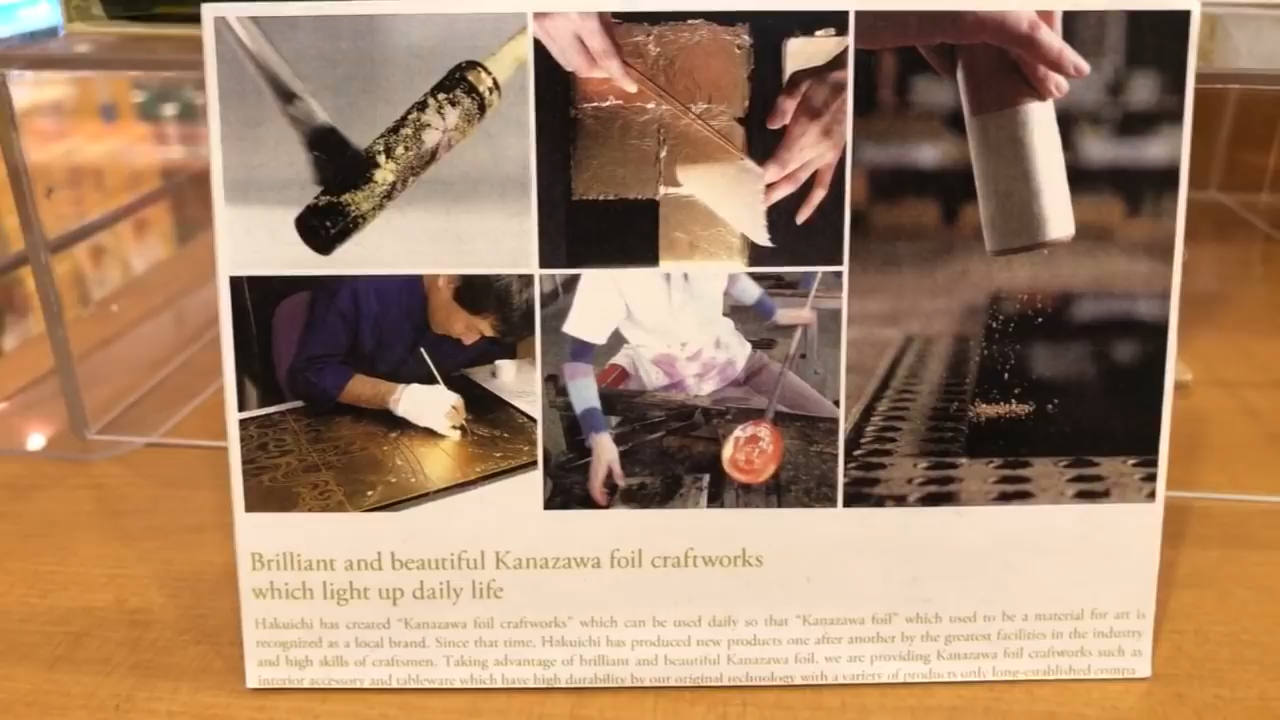 Brilliant and beautiful Kanazawa foil craftworks
which light up daily life
Hakuichi has created “Kanazawa foil craftworks” which can be used daily so that “Kanazawa foil” which used to be a material for art is
recognized as a local brand. Since that time, Hakuichi has produced new products one after another by the greatest facilities in the industry
and high skills of craftsmen. Taking advantage of brilliant and beautiful Kanazawa foil, we are providing Kanazawa foil craftworks such as
interior accessory and tableware which have high durability by our original technology with a variety of products only long-established compa-